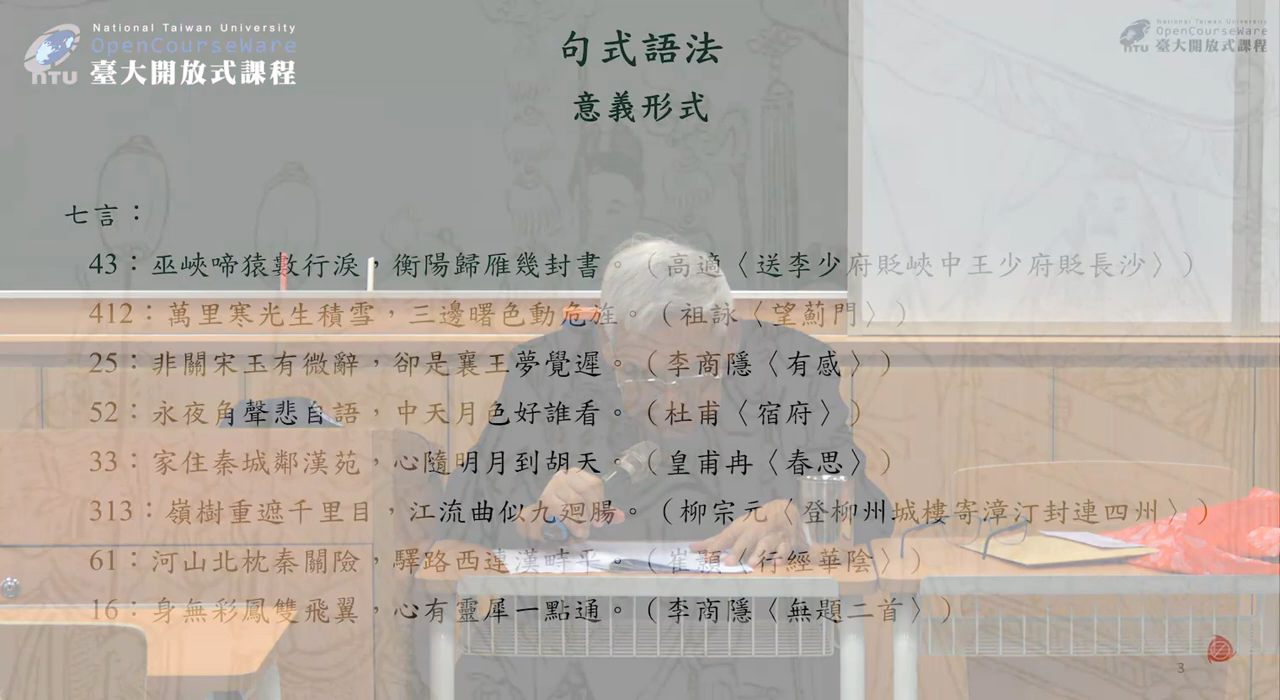 National Taiwan University
OpenCourseWare
NTU 臺大開放式課程
National Taiwan University
OpenCourseWare
NTU 臺大開放式課程
句式語法
意義形式
七言：
43：巫峽啼猿數行淚，衡陽歸雁幾封書。（高適〈送李少府貶峽中王少府貶長沙〉）
412：萬里寒光生積雪，三邊曙色動危旌。（祖詠〈望薊門〉）
25：非關宋玉有微辭，卻是襄王夢覺遲。（李商隱〈有感〉）
52：永夜角聲悲自語，中天月色好誰看。（杜甫〈宿府〉）
33：家住秦城鄰漢苑，心隨明月到胡天。（皇甫冉〈春思〉）
313：嶺樹重遮千里目，江流曲似九迴腸。（柳宗元〈登柳州城樓寄漳汀封連四州〉）
61：河山北枕秦關險，驛路西連漢畤平。（崔顥〈行經華陰〉）
16：身無彩鳳雙飛翼，心有靈犀一點通。（李商隱〈無題二首〉）
3